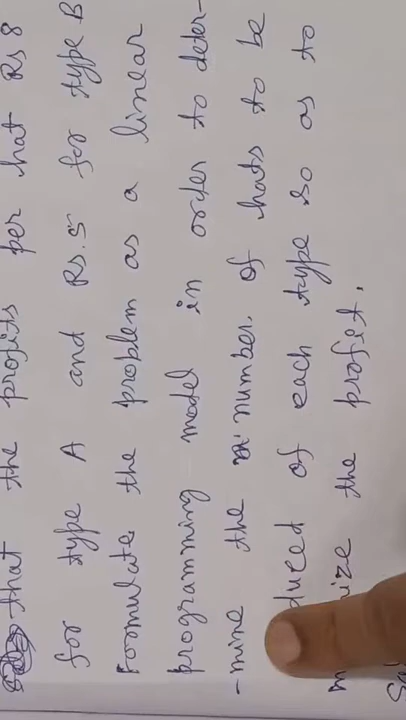 that the profits per hat Rs 8
for type A and Rs. 5 for type B
Formulate the problem as a linear
programming model in order to deter-
-mine the number. of hats to be
duced of each type so as to
ize the profit.